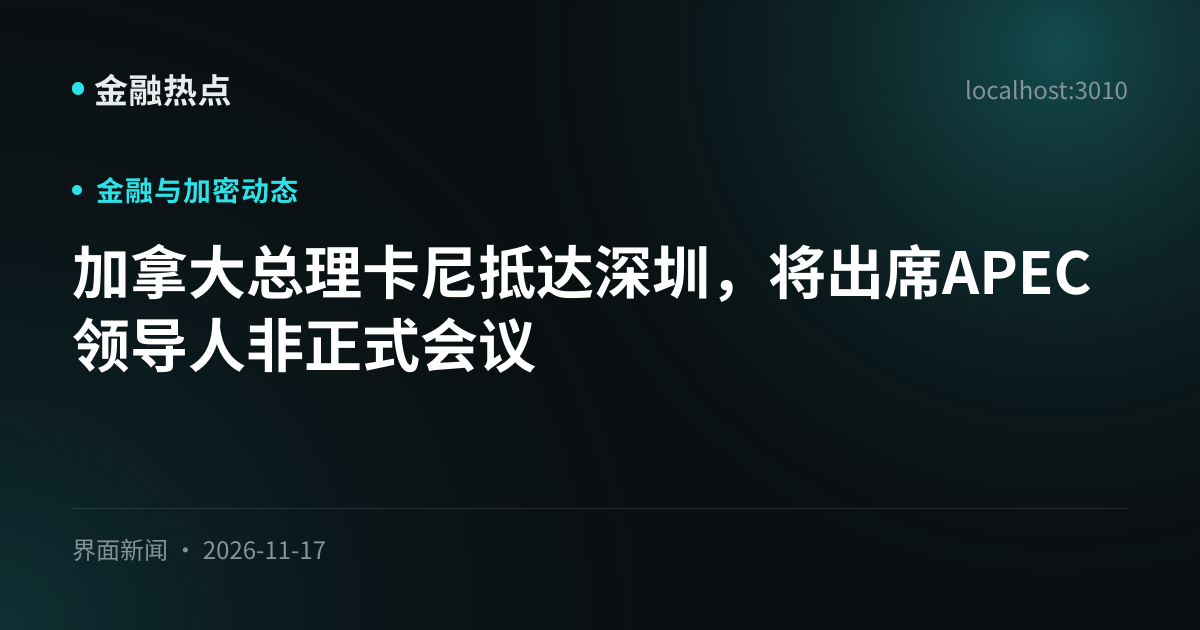 金融热点
localhost:3010
金融与加密动态
加拿大总理卡尼抵达深圳，将出席APEC
领导人非正式会议
界面新闻 · 2026-11-17